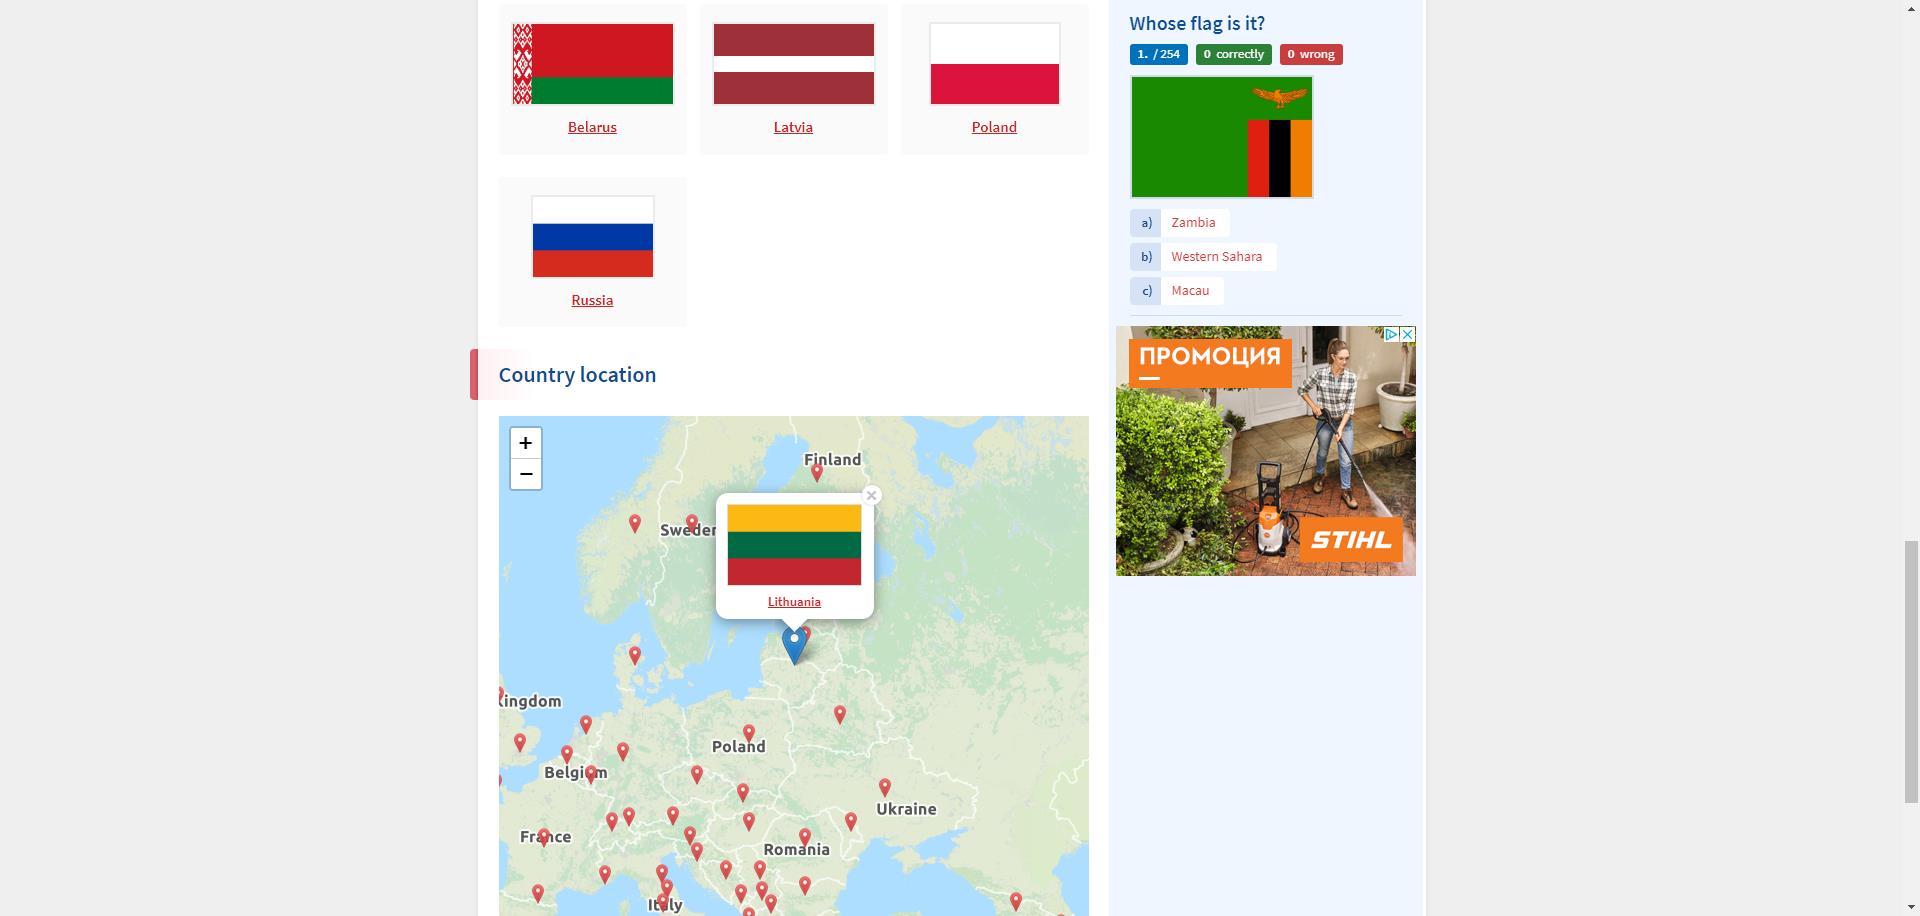 Belarus
Latvia
Poland
Russia
Country location
+
−
Finland
Sweden
×
Lithuania
Kingdom
Poland
Belgium
Ukraine
France
Romania
Italy
Whose flag is it?
1. / 254
0 correctly
0 wrong
a) Zambia
b) Western Sahara
c) Macau
ПРОМОЦИЯ
STIHL